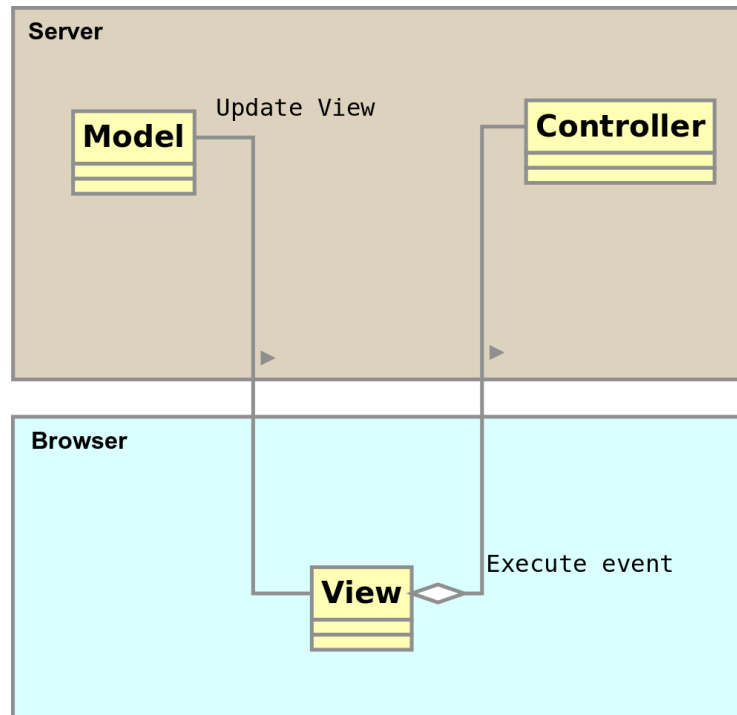 Server
Update View
Model
Controller
Browser
Execute event
View